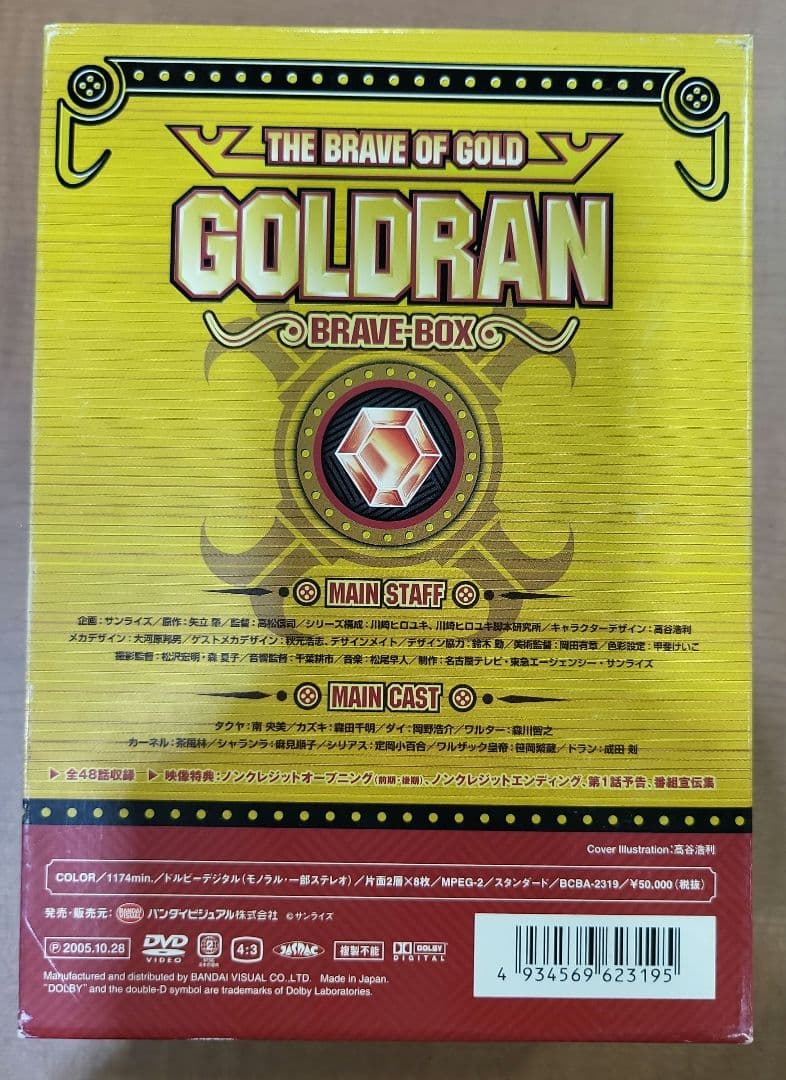 THE BRAVE OF GOLD
GOLDRAN
BRAVE-BOX
MAIN STAFF
企画:サンライズ/原作:矢立 肇/監督:高松信司/シリーズ構成:川崎ヒロユキ、川崎ヒロユキ脚本研究所/キャラクターデザイン:高谷浩利
メカデザイン:大河原邦男/ゲストメカデザイン:秋元浩志、デザインメイト/デザイン協力:鈴木 勤/美術監督:岡田有章/色彩設定:甲斐けいこ
撮影監督:松沢宏明・森 夏子/音響監督:千葉耕市/音楽:松尾早人/制作:名古屋テレビ・東急エージェンシー・サンライズ
MAIN CAST
タクヤ:南 央美/カズキ:森田千明/ダイ:岡野浩介/ワルター:森川智之
カーネル:茶風林/シャランラ:麻見順子/シリアス:定岡小百合/ワルザック皇帝:笹岡繁蔵/ドラン:成田 剣
▶ 全48話収録 ▶ 映像特典:ノンクレジットオープニング(前期・後期)、ノンクレジットエンディング、第1話予告、番組宣伝集
Cover Illustration:高谷浩利
COLOR/1174min./ドルビーデジタル(モノラル・一部ステレオ)/片面2層×8枚/MPEG-2/スタンダード/BCBA-2319/¥50,000(税抜)
発売・販売元: BANDAI VISUAL バンダイビジュアル株式会社 ©サンライズ
Ⓟ2005.10.28 DVD VIDEO 2 4:3 JASRAC 複製不能 DOLBY DIGITAL
Manufactured and distributed by BANDAI VISUAL CO.,LTD. Made in Japan.
"DOLBY" and the double-D symbol are trademarks of Dolby Laboratories.
4 934569 623195